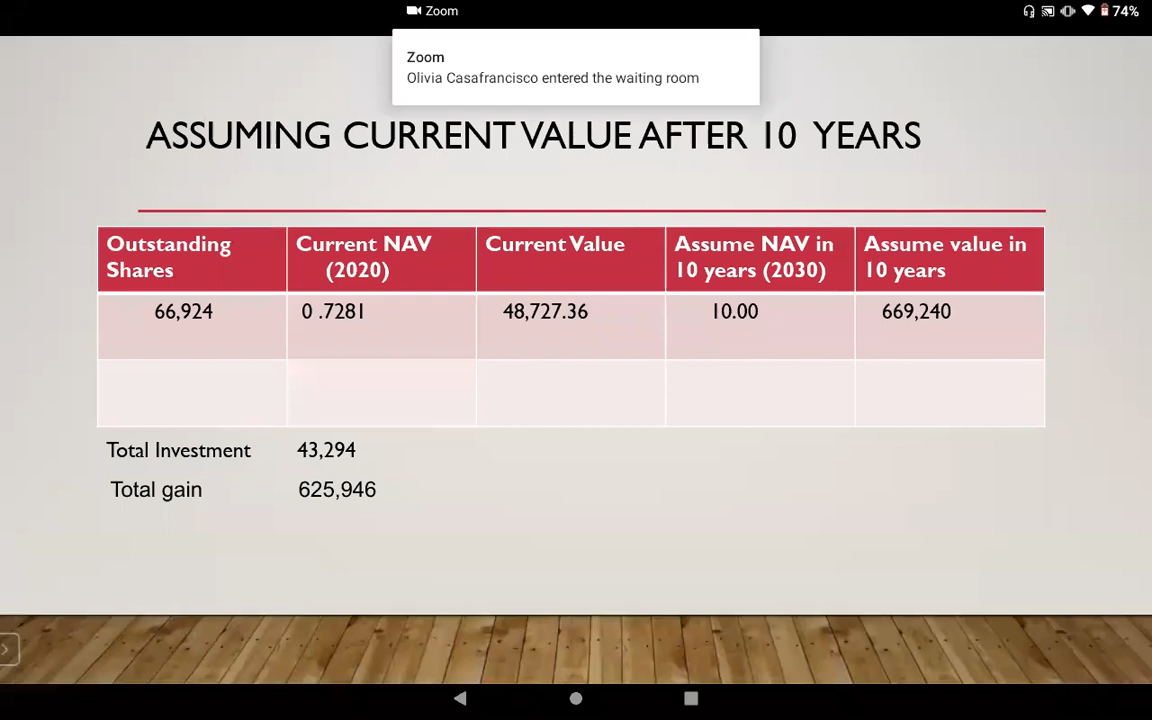 Zoom
74%
Zoom
Olivia Casafrancisco entered the waiting room
ASSUMING CURRENT VALUE AFTER 10 YEARS
Outstanding Shares
Current NAV (2020)
Current Value
Assume NAV in 10 years (2030)
Assume value in 10 years
66,924
0 .7281
48,727.36
10.00
669,240
Total Investment 43,294
Total gain 625,946